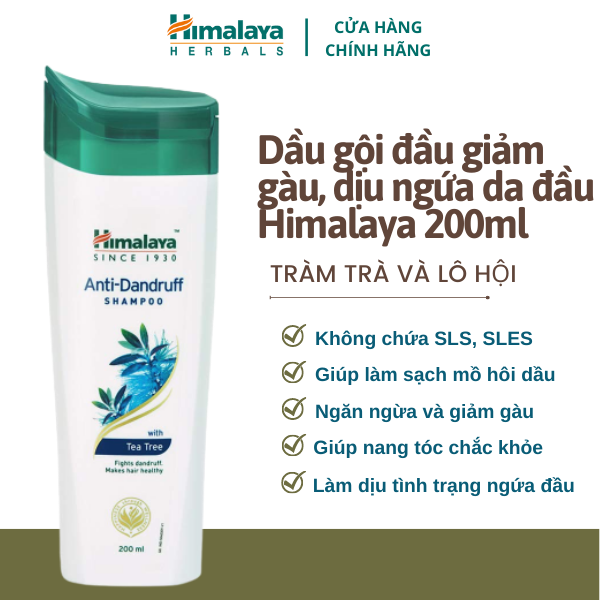 Himalaya
HERBALS
CỬA HÀNG
CHÍNH HÃNG
Dầu gội đầu giảm
gàu, dịu ngứa da đầu
Himalaya 200ml
TRÀM TRÀ VÀ LÔ HỘI
Không chứa SLS, SLES
Giúp làm sạch mồ hôi dầu
Ngăn ngừa và giảm gàu
Giúp nang tóc chắc khỏe
Làm dịu tình trạng ngứa đầu
Himalaya™
SINCE 1930
Anti-Dandruff
SHAMPOO
with
Tea Tree
Fights dandruff.
Makes hair healthy
200 ml